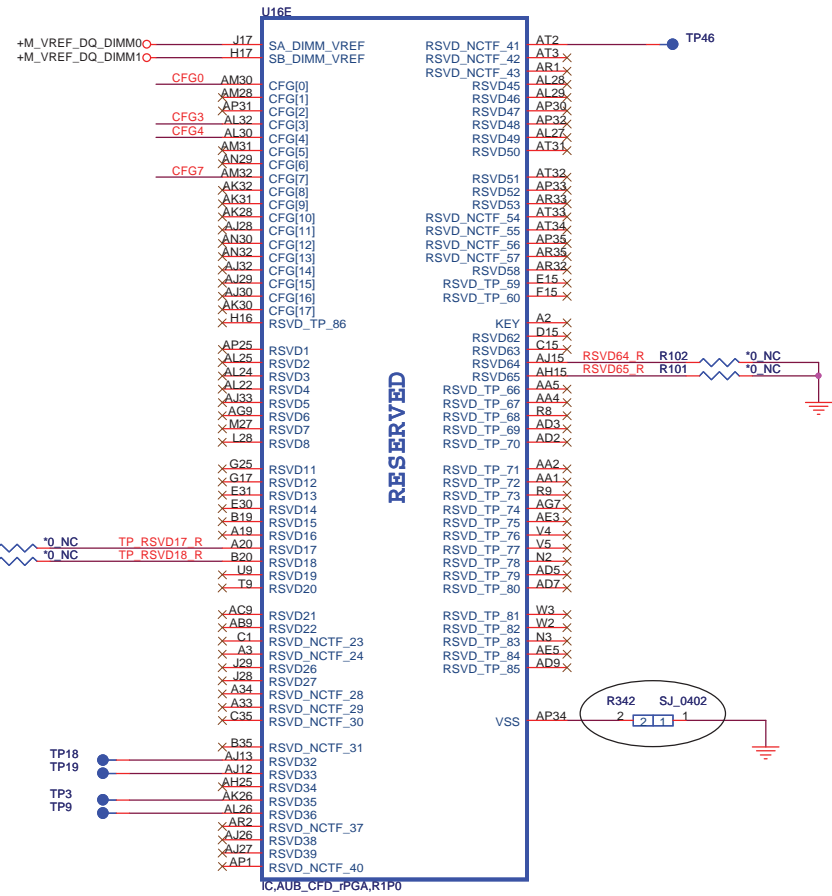 U16E
+M_VREF_DQ_DIMM0 J17 SA_DIMM_VREF
+M_VREF_DQ_DIMM1 H17 SB_DIMM_VREF
CFG0 AM30 CFG[0]
AM28 CFG[1]
AP31 CFG[2]
CFG3 AL32 CFG[3]
CFG4 AL30 CFG[4]
AM31 CFG[5]
AN29 CFG[6]
CFG7 AM32 CFG[7]
AK32 CFG[8]
AK31 CFG[9]
AK28 CFG[10]
AJ28 CFG[11]
AN30 CFG[12]
AN32 CFG[13]
AJ32 CFG[14]
AJ29 CFG[15]
AJ30 CFG[16]
AK30 CFG[17]
H16 RSVD_TP_86
AP25 RSVD1
AL25 RSVD2
AL24 RSVD3
AL22 RSVD4
AJ33 RSVD5
AG9 RSVD6
M27 RSVD7
L28 RSVD8
G25 RSVD11
G17 RSVD12
E31 RSVD13
E30 RSVD14
B19 RSVD15
A19 RSVD16
*0_NC TP_RSVD17_R A20 RSVD17
*0_NC TP_RSVD18_R B20 RSVD18
U9 RSVD19
T9 RSVD20
AC9 RSVD21
AB9 RSVD22
C1 RSVD_NCTF_23
A3 RSVD_NCTF_24
J29 RSVD26
J28 RSVD27
A34 RSVD_NCTF_28
A33 RSVD_NCTF_29
C35 RSVD_NCTF_30
B35 RSVD_NCTF_31
TP18 AJ13 RSVD32
TP19 AJ12 RSVD33
AH25 RSVD34
TP3 AK26 RSVD35
TP9 AL26 RSVD36
AR2 RSVD_NCTF_37
AJ26 RSVD38
AJ27 RSVD39
AP1 RSVD_NCTF_40
RESERVED
RSVD_NCTF_41 AT2 TP46
RSVD_NCTF_42 AT3
RSVD_NCTF_43 AR1
RSVD45 AL28
RSVD46 AL29
RSVD47 AP30
RSVD48 AP32
RSVD49 AL27
RSVD50 AT31
RSVD51 AT32
RSVD52 AP33
RSVD53 AR33
RSVD_NCTF_54 AT33
RSVD_NCTF_55 AT34
RSVD_NCTF_56 AP35
RSVD_NCTF_57 AR35
RSVD58 AR32
RSVD_TP_59 E15
RSVD_TP_60 F15
KEY A2
RSVD62 D15
RSVD63 C15
RSVD64 AJ15 RSVD64_R R102 *0_NC
RSVD65 AH15 RSVD65_R R101 *0_NC
RSVD_TP_66 AA5
RSVD_TP_67 AA4
RSVD_TP_68 R8
RSVD_TP_69 AD3
RSVD_TP_70 AD2
RSVD_TP_71 AA2
RSVD_TP_72 AA1
RSVD_TP_73 R9
RSVD_TP_74 AG7
RSVD_TP_75 AE3
RSVD_TP_76 V4
RSVD_TP_77 V5
RSVD_TP_78 N2
RSVD_TP_79 AD5
RSVD_TP_80 AD7
RSVD_TP_81 W3
RSVD_TP_82 W2
RSVD_TP_83 N3
RSVD_TP_84 AE5
RSVD_TP_85 AD9
R342 SJ_0402
VSS AP34 2 2 1 1
IC,AUB_CFD_rPGA,R1P0